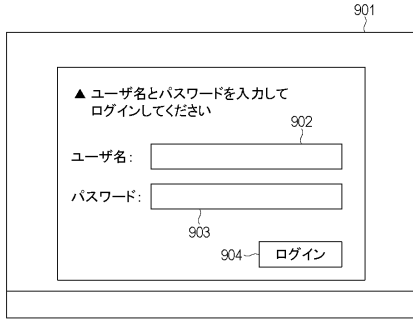 901
▲ ユーザ名とパスワードを入力して
ログインしてください
902
ユーザ名:
パスワード:
903
904
ログイン